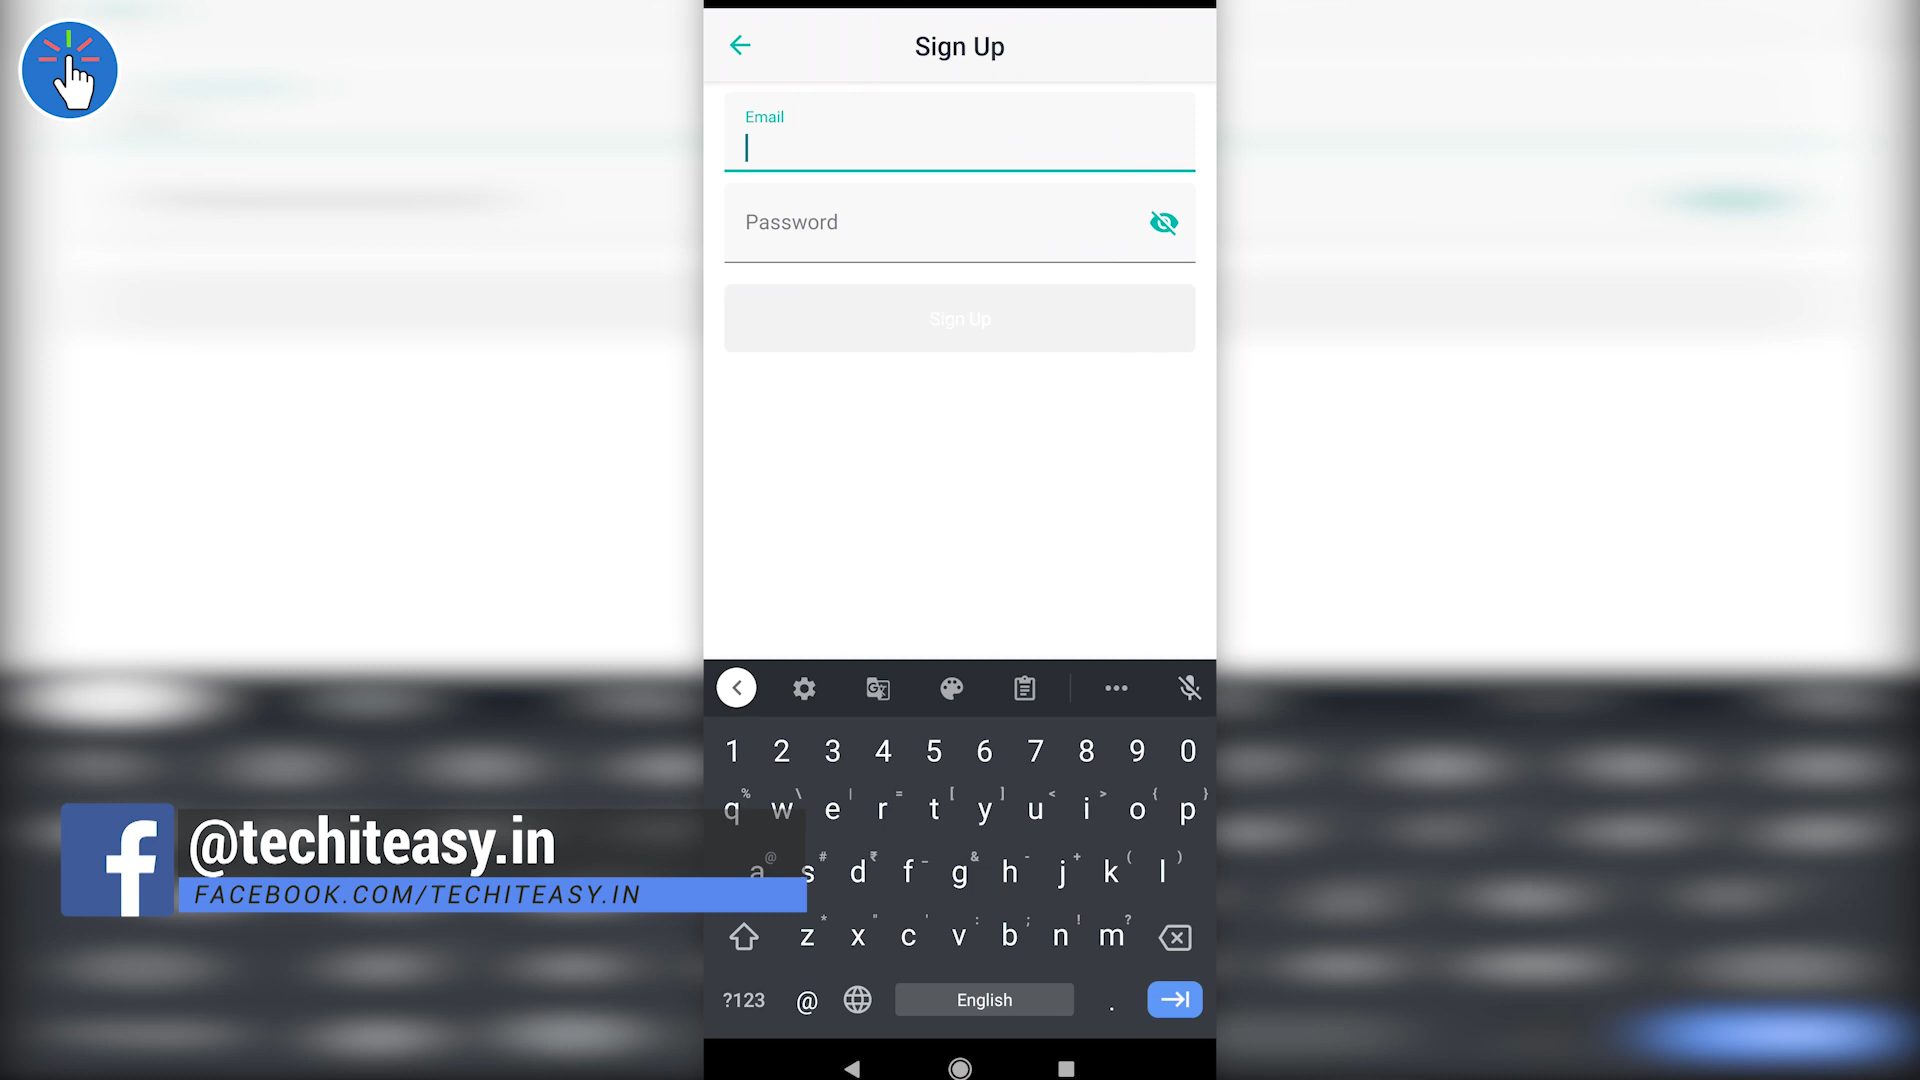 Sign Up
Email
Password
Sign Up
1 2 3 4 5 6 7 8 9 0
% \ | = [ ] < > { }
q w e r t y u i o p
@ # ₹ _ & - + ( )
a s d f g h j k l
* " ' : ; ! ?
z x c v b n m
?123 @ English .
@techiteasy.in
FACEBOOK.COM/TECHITEASY.IN